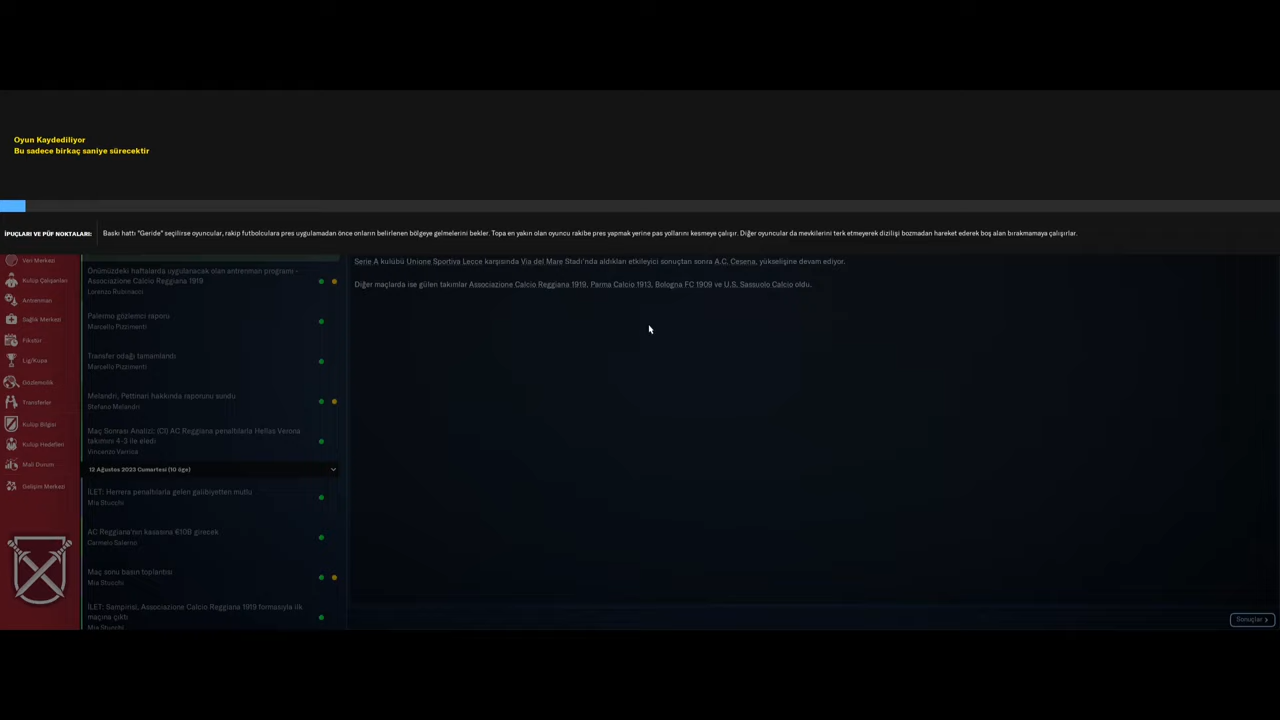 Oyun Kaydediliyor
Bu sadece birkaç saniye sürecektir
İPUÇLARI VE PÜF NOKTALARI:
Baskı hattı "Geride" seçilirse oyuncular, rakip futbolculara pres uygulamadan önce onların belirlenen bölgeye gelmelerini bekler. Topa en yakın olan oyuncu rakibe pres yapmak yerine pas yollarını kesmeye çalışır. Diğer oyuncular da mevkilerini terk etmeyerek dizilişi bozmadan hareket ederek boş alan bırakmamaya çalışırlar.
Veri Merkezi
Kulüp Çalışanları
Antrenman
Sağlık Merkezi
Fikstür
Lig/Kupa
Gözlemcilik
Transferler
Kulüp Bilgisi
Kulüp Hedefleri
Mali Durum
Gelişim Merkezi
Önümüzdeki haftalarda uygulanacak olan antrenman programı -
Associazione Calcio Reggiana 1919
Lorenzo Rubinacci
Palermo gözlemci raporu
Marcello Pizzimenti
Transfer odağı tamamlandı
Marcello Pizzimenti
Melandri, Pettinari hakkında raporunu sundu
Stefano Melandri
Maç Sonrası Analizi: (CI) AC Reggiana penaltılarla Hellas Verona
takımını 4-3 ile eledi
Vincenzo Varrica
12 Ağustos 2023 Cumartesi (10 öge)
İLET: Herrera penaltılarla gelen galibiyetten mutlu
Mia Stucchi
AC Reggiana'nın kasasına €108 girecek
Carmelo Salerno
Maç sonu basın toplantısı
Mia Stucchi
İLET: Sampirisi, Associazione Calcio Reggiana 1919 formasıyla ilk
maçına çıktı
Mia Stucchi
Serie A kulübü Unione Sportiva Lecce karşısında Via del Mare Stadı'nda aldıkları etkileyici sonuçtan sonra A.C. Cesena, yükselişine devam ediyor.
Diğer maçlarda ise gülen takımlar Associazione Calcio Reggiana 1919, Parma Calcio 1913, Bologna FC 1909 ve U.S. Sassuolo Calcio oldu.
Sonuçlar >